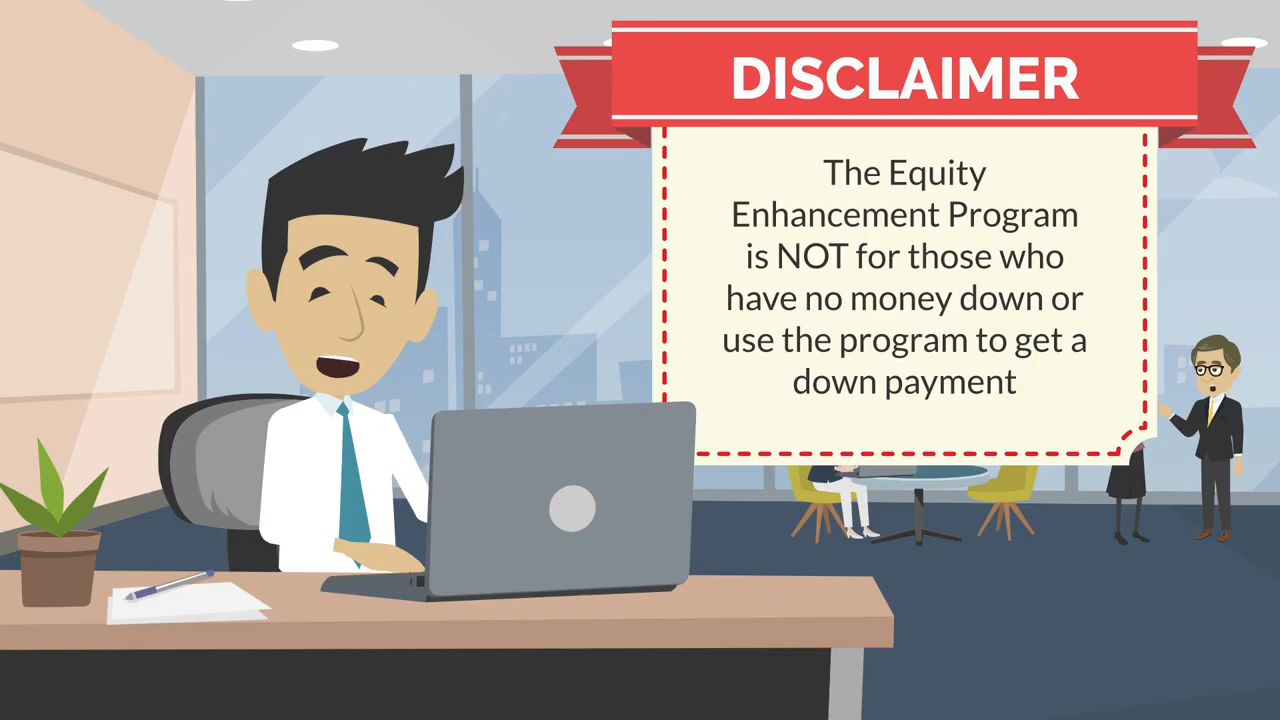 DISCLAIMER
The Equity
Enhancement Program
is NOT for those who
have no money down or
use the program to get a
down payment